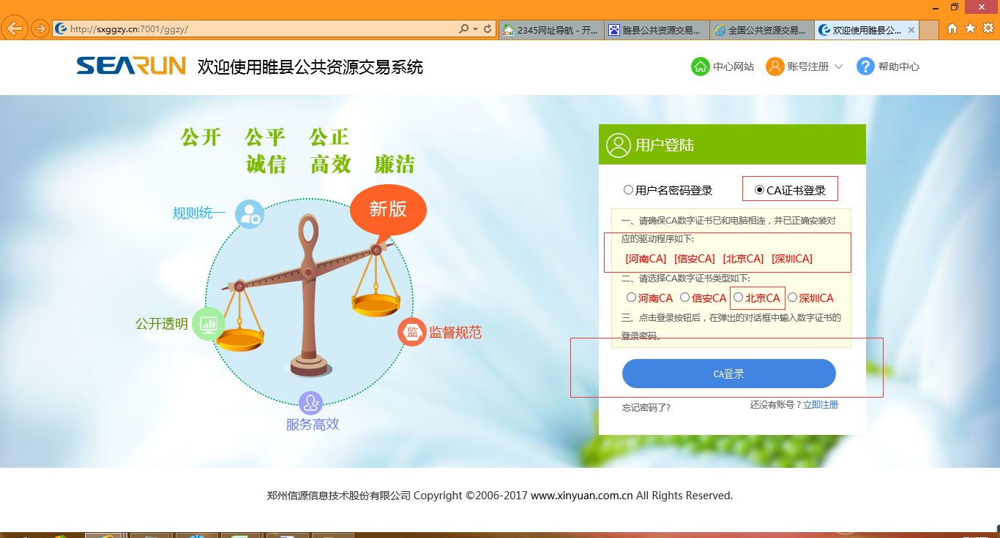 http://sxggzy.cn:7001/ggzy/
2345网址导航 - 开...
睢县公共资源交易...
全国公共资源交易...
欢迎使用睢县公...
SEARUN 欢迎使用睢县公共资源交易系统
中心网站
账号注册
帮助中心
公开 公平 公正
诚信 高效 廉洁
新版
规则统一
公开透明
监
监督规范
服务高效
用户登陆
用户名密码登录 CA证书登录
一、请确保CA数字证书已和电脑相连，并已正确安装对
应的驱动程序如下:
[河南CA] [信安CA] [北京CA] [深圳CA]
二、请选择CA数字证书类型如下:
河南CA 信安CA 北京CA 深圳CA
三、点击登录按钮后，在弹出的对话框中输入数字证书的
登录密码。
CA登录
忘记密码了?
还没有账号？立即注册
郑州信源信息技术股份有限公司 Copyright ©2006-2017 www.xinyuan.com.cn All Rights Reserved.